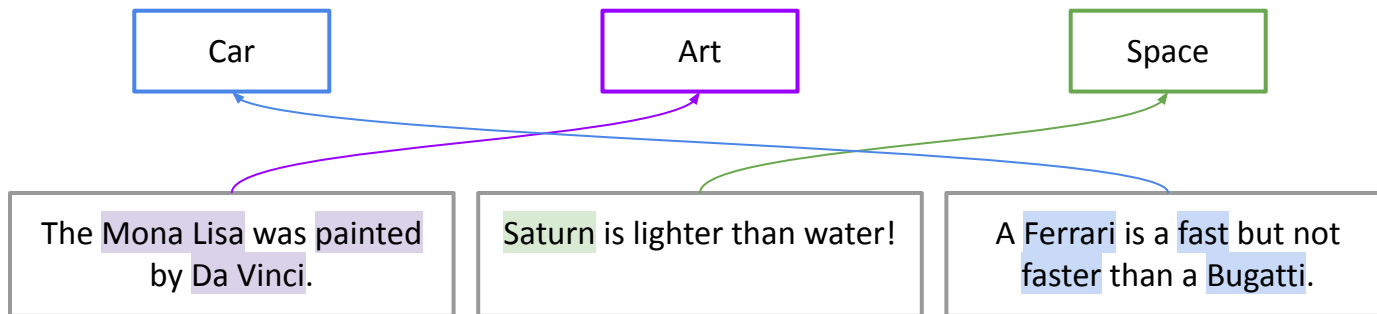 Car
Art
Space
The Mona Lisa was painted
by Da Vinci.
Saturn is lighter than water!
A Ferrari is a fast but not
faster than a Bugatti.